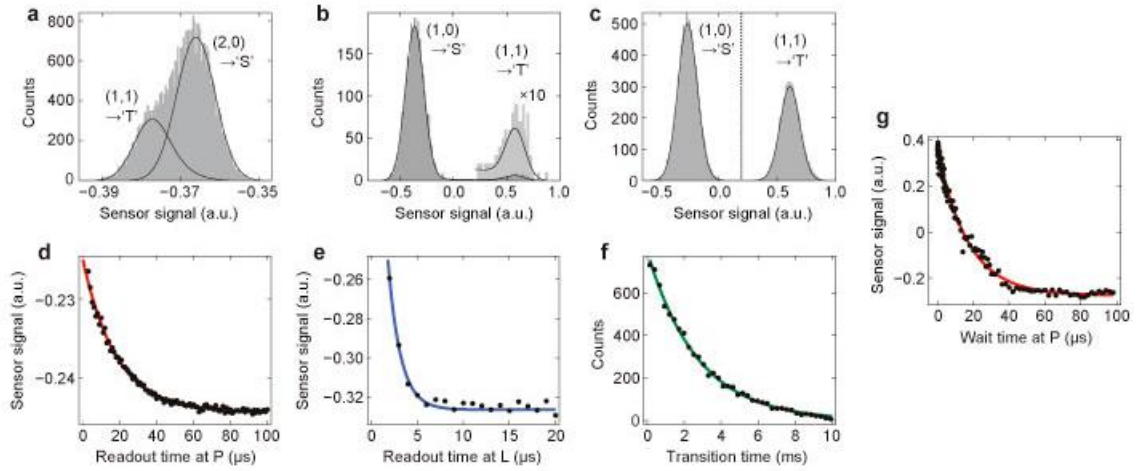 a
800
600
400
200
0
Counts
(2,0)
→'S'
(1,1)
→'T'
−0.39
−0.37
−0.35
Sensor signal (a.u.)
b
150
100
50
0
Counts
(1,0)
→'S'
(1,1)
→'T'
×10
−0.5
0.0
0.5
1.0
Sensor signal (a.u.)
c
500
400
300
200
100
0
Counts
(1,0)
→'S'
(1,1)
→'T'
−0.5
0
0.5
1.0
Sensor signal (a.u.)
d
−0.23
−0.24
Sensor signal (a.u.)
0 20 40 60 80 100
Readout time at P (µs)
e
−0.26
−0.28
−0.30
−0.32
Sensor signal (a.u.)
0 5 10 15 20
Readout time at L (µs)
f
600
400
200
0
Counts
0 2 4 6 8 10
Transition time (ms)
g
0.4
0.2
0
−0.2
Sensor signal (a.u.)
0 20 40 60 80 100
Wait time at P (µs)